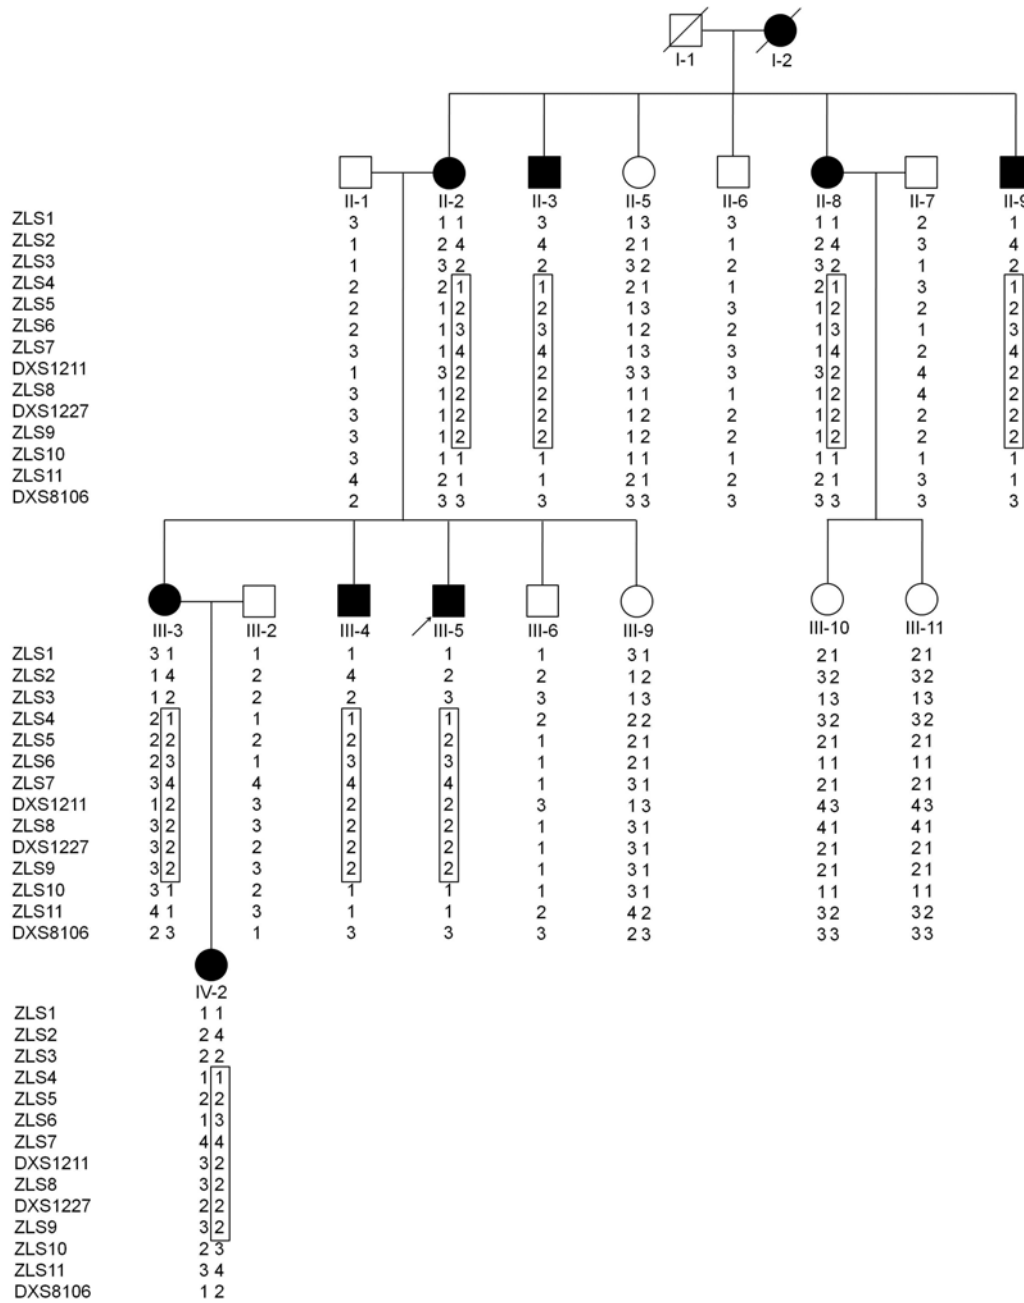 I-1 I-2
II-1 II-2 II-3 II-5 II-6 II-8 II-7 II-9
ZLS1 3 1 1 3 1 3 3 1 1 2 1
ZLS2 1 2 4 4 2 1 1 2 4 3 4
ZLS3 1 3 2 2 3 2 2 3 2 1 2
ZLS4 2 2 1 1 2 1 1 2 1 3 1
ZLS5 2 1 2 2 1 3 3 1 2 2 2
ZLS6 2 1 3 3 1 2 2 1 3 1 3
ZLS7 3 1 4 4 1 3 3 1 4 2 4
DXS1211 1 3 2 2 3 3 3 3 2 4 2
ZLS8 3 1 2 2 1 1 1 1 2 4 2
DXS1227 3 1 2 2 1 2 2 1 2 2 2
ZLS9 3 1 2 2 1 2 2 1 2 2 2
ZLS10 3 1 1 1 1 1 1 1 1 1 1
ZLS11 4 2 1 1 2 1 2 2 1 3 1
DXS8106 2 3 3 3 3 3 3 3 3 3 3
III-3 III-2 III-4 III-5 III-6 III-9 III-10 III-11
ZLS1 3 1 1 1 1 1 3 1 2 1 2 1
ZLS2 1 4 2 4 2 2 1 2 3 2 3 2
ZLS3 1 2 2 2 3 3 1 3 1 3 1 3
ZLS4 2 1 1 1 1 2 2 2 3 2 3 2
ZLS5 2 2 2 2 2 1 2 1 2 1 2 1
ZLS6 2 3 1 3 3 1 2 1 1 1 1 1
ZLS7 3 4 4 4 4 1 3 1 2 1 2 1
DXS1211 1 2 3 2 2 3 1 3 4 3 4 3
ZLS8 3 2 3 2 2 1 3 1 4 1 4 1
DXS1227 3 2 2 2 2 1 3 1 2 1 2 1
ZLS9 3 2 3 2 2 1 3 1 2 1 2 1
ZLS10 3 1 2 1 1 1 3 1 1 1 1 1
ZLS11 4 1 3 1 1 2 4 2 3 2 3 2
DXS8106 2 3 1 3 3 3 2 3 3 3 3 3
IV-2
ZLS1 1 1
ZLS2 2 4
ZLS3 2 2
ZLS4 1 1
ZLS5 2 2
ZLS6 1 3
ZLS7 4 4
DXS1211 3 2
ZLS8 3 2
DXS1227 2 2
ZLS9 3 2
ZLS10 2 3
ZLS11 3 4
DXS8106 1 2